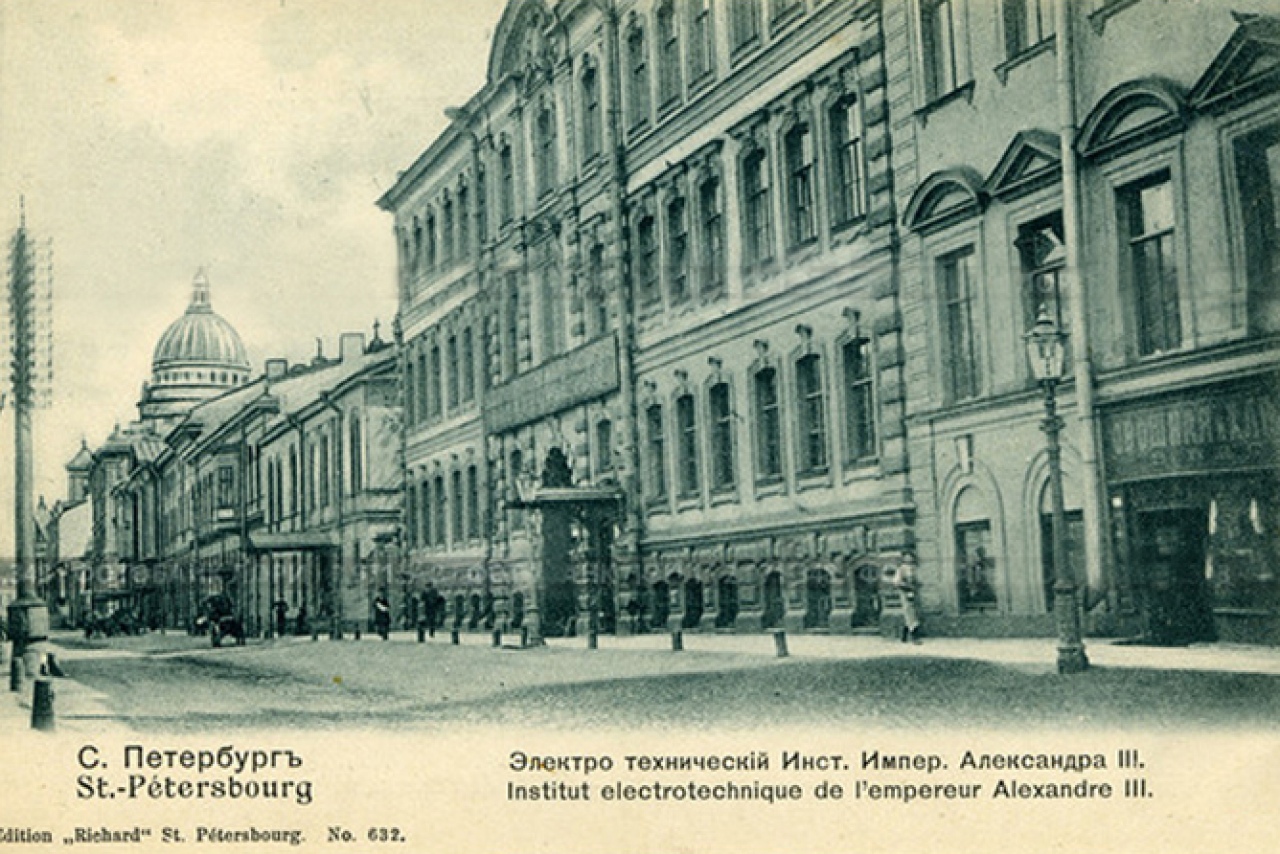 С. Петербургъ
St.-Pétersbourg
Электро техническій Инст. Импер. Александра III.
Institut electrotechnique de l'empereur Alexandre III.
Edition „Richard“ St. Pétersbourg. No. 632.